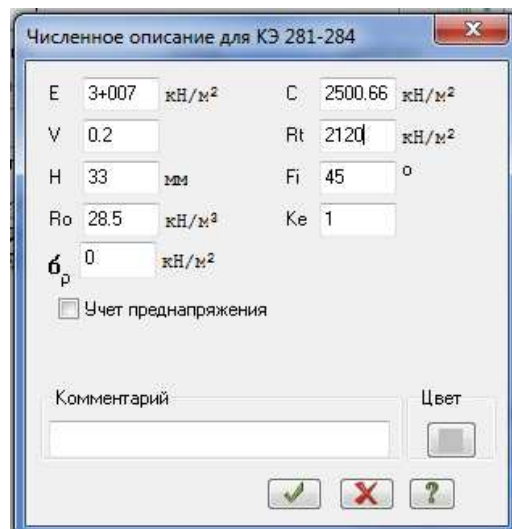 Численное описание для КЭ 281-284
E 3+007 кН/м² C 2500.66 кН/м²
V 0.2 Rt 2120 кН/м²
H 33 мм Fi 45 °
Ro 28.5 кН/м³ Ke 1
σρ 0 кН/м²
Учет преднапряжения
Комментарий Цвет
?